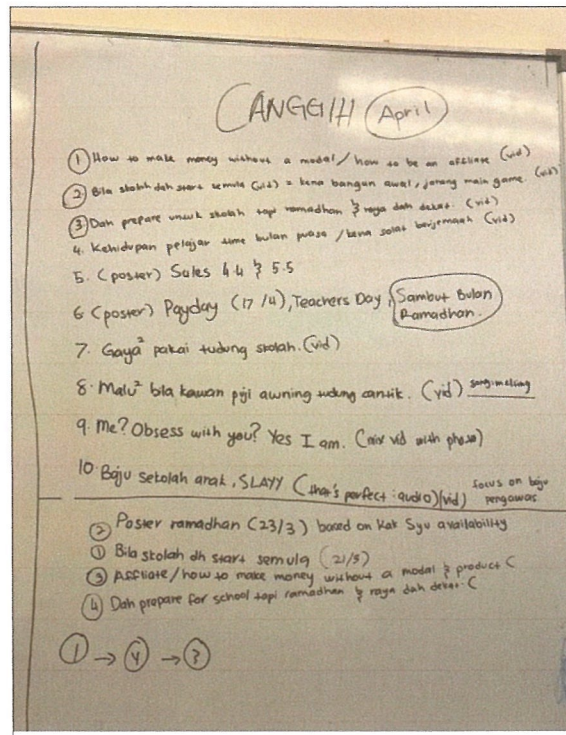 CANGGIH April
① How to make money without a modal / how to be an affliate (vid)
② Bila skolah dah start semula (vid) = kena bangun awal, jarang main game. (vid)
③ Dah prepare untuk skolah tapi ramadhan & raya dah dekat. (vid)
4. Kehidupan pelajar time bulan puasa / kena solat berjemaah (vid)
5. (poster) Sales 4.4 & 5.5
6. (poster) Payday (17/4), Teachers Day, Sambut Bulan
Ramadhan.
7. Gaya² pakai tudung skolah. (vid)
8. Malu² bila kawan puji awning tudung cantik. (vid)
9. Me? Obsess with you? Yes I am. (mix vid with photo)
10. Baju sekolah anak, SLAYY (that's perfect : audio) (vid) focus on baju
pengawas
② Poster ramadhan (23/3) based on Kak Syu availability
① Bila skolah dh start semula (21/3)
③ Affliate / how to make money without a modal & product C
④ Dah prepare for school tapi ramadhan & raya dah dekat. C
① → ④ → ③